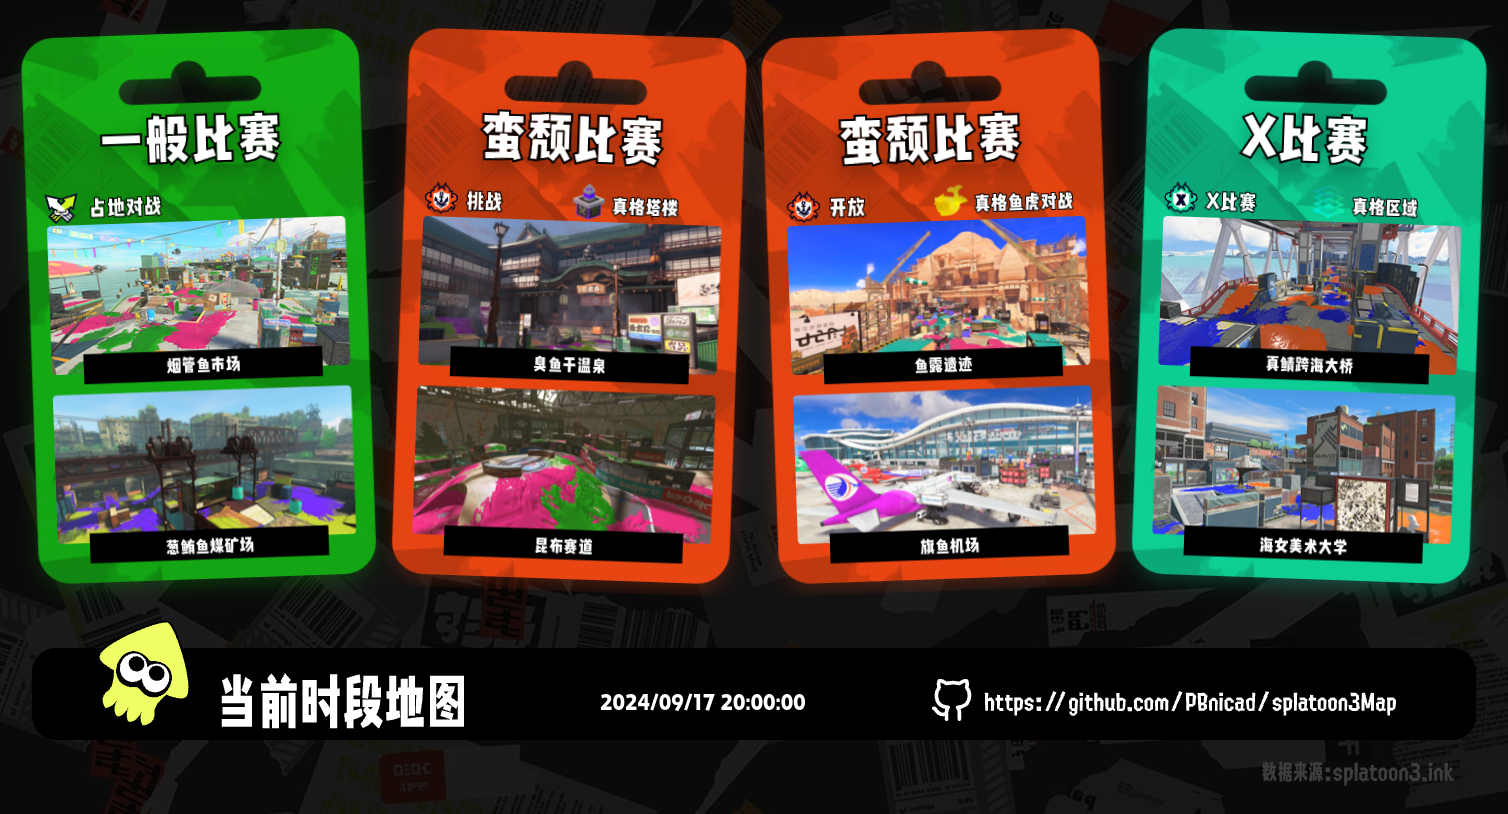 一般比赛
占地对战
烟管鱼市场
葱鲔鱼煤矿场
蛮颓比赛
挑战
真格塔楼
臭鱼干温泉
昆布赛道
蛮颓比赛
开放
真格鱼虎对战
鱼露遗迹
旗鱼机场
X比赛
X比赛
真格区域
真鲭跨海大桥
海女美术大学
当前时段地图
2024/09/17 20:00:00
https://github.com/PBnicad/splatoon3Map
数据来源:splatoon3.ink